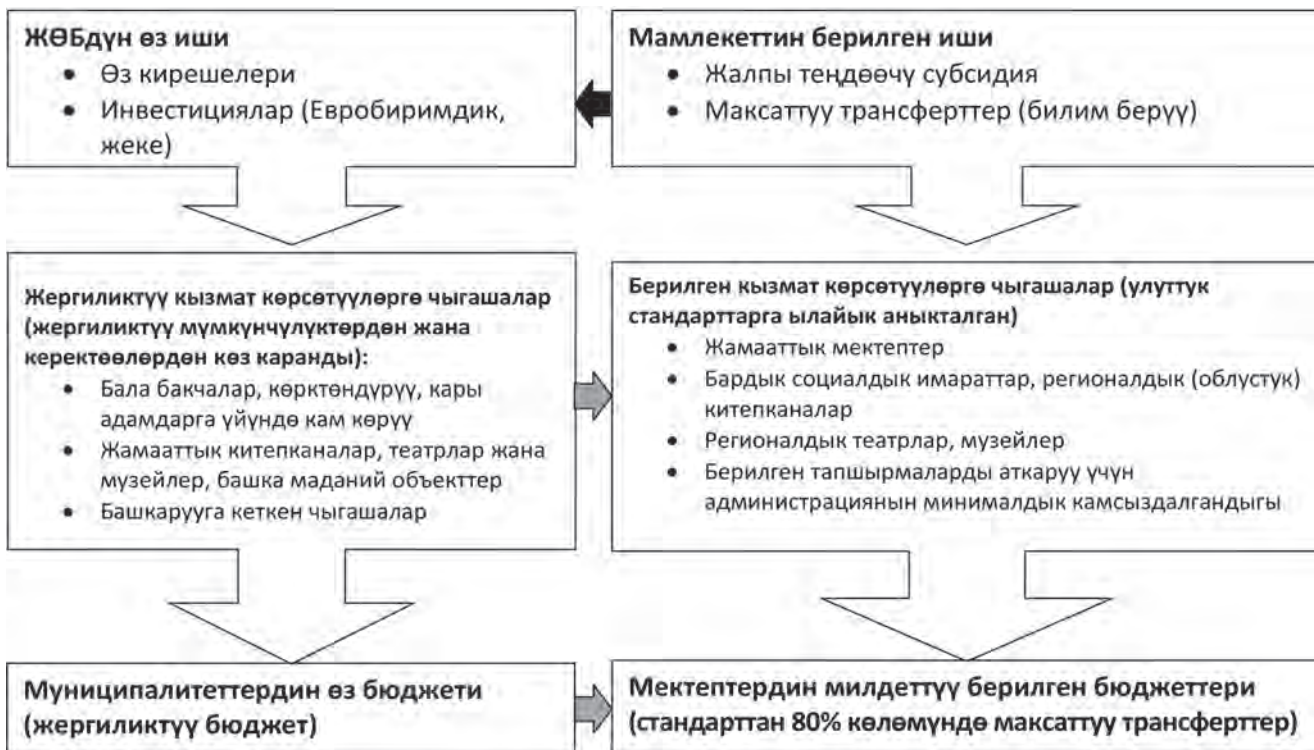 ЖӨБдүн өз иши
• Өз кирешелери
• Инвестициялар (Евробиримдик,
жеке)
Мамлекеттин берилген иши
• Жалпы теңдөөчү субсидия
• Максаттуу трансферттер (билим берүү)
Жергиликтүү кызмат көрсөтүүлөргө чыгашалар
(жергиликтүү мүмкүнчүлүктөрдөн жана
керектөөлөрдөн көз каранды):
• Бала бакчалар, көрктөндүрүү, кары
адамдарга үйүндө кам көрүү
• Жамааттык китепканалар, театрлар жана
музейлер, башка маданий объекттер
• Башкарууга кеткен чыгашалар
Берилген кызмат көрсөтүүлөргө чыгашалар (улуттук
стандарттарга ылайык аныкталган)
• Жамааттык мектептер
• Бардык социалдык имараттар, регионалдык (облустук)
китепканалар
• Регионалдык театрлар, музейлер
• Берилген тапшырмаларды аткаруу үчүн
администрациянын минималдык камсыздалгандыгы
Муниципалитеттердин өз бюджети
(жергиликтүү бюджет)
Мектептердин милдеттүү берилген бюджеттери
(стандарттан 80% көлөмүндө максаттуу трансферттер)